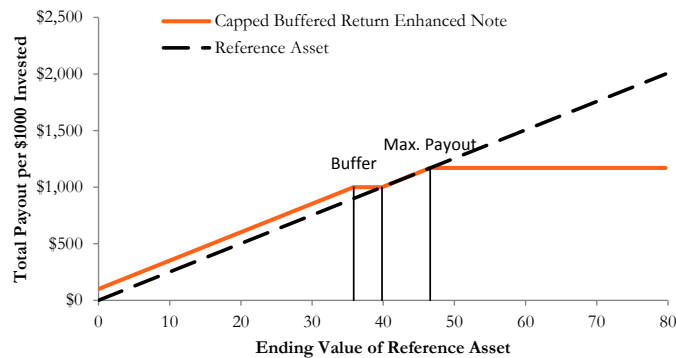 $2,500
$2,000
$1,500
$1,000
$500
$0
Total Payout per $1000 Invested
Capped Buffered Return Enhanced Note
Reference Asset
Buffer
Max. Payout
0 10 20 30 40 50 60 70 80
Ending Value of Reference Asset